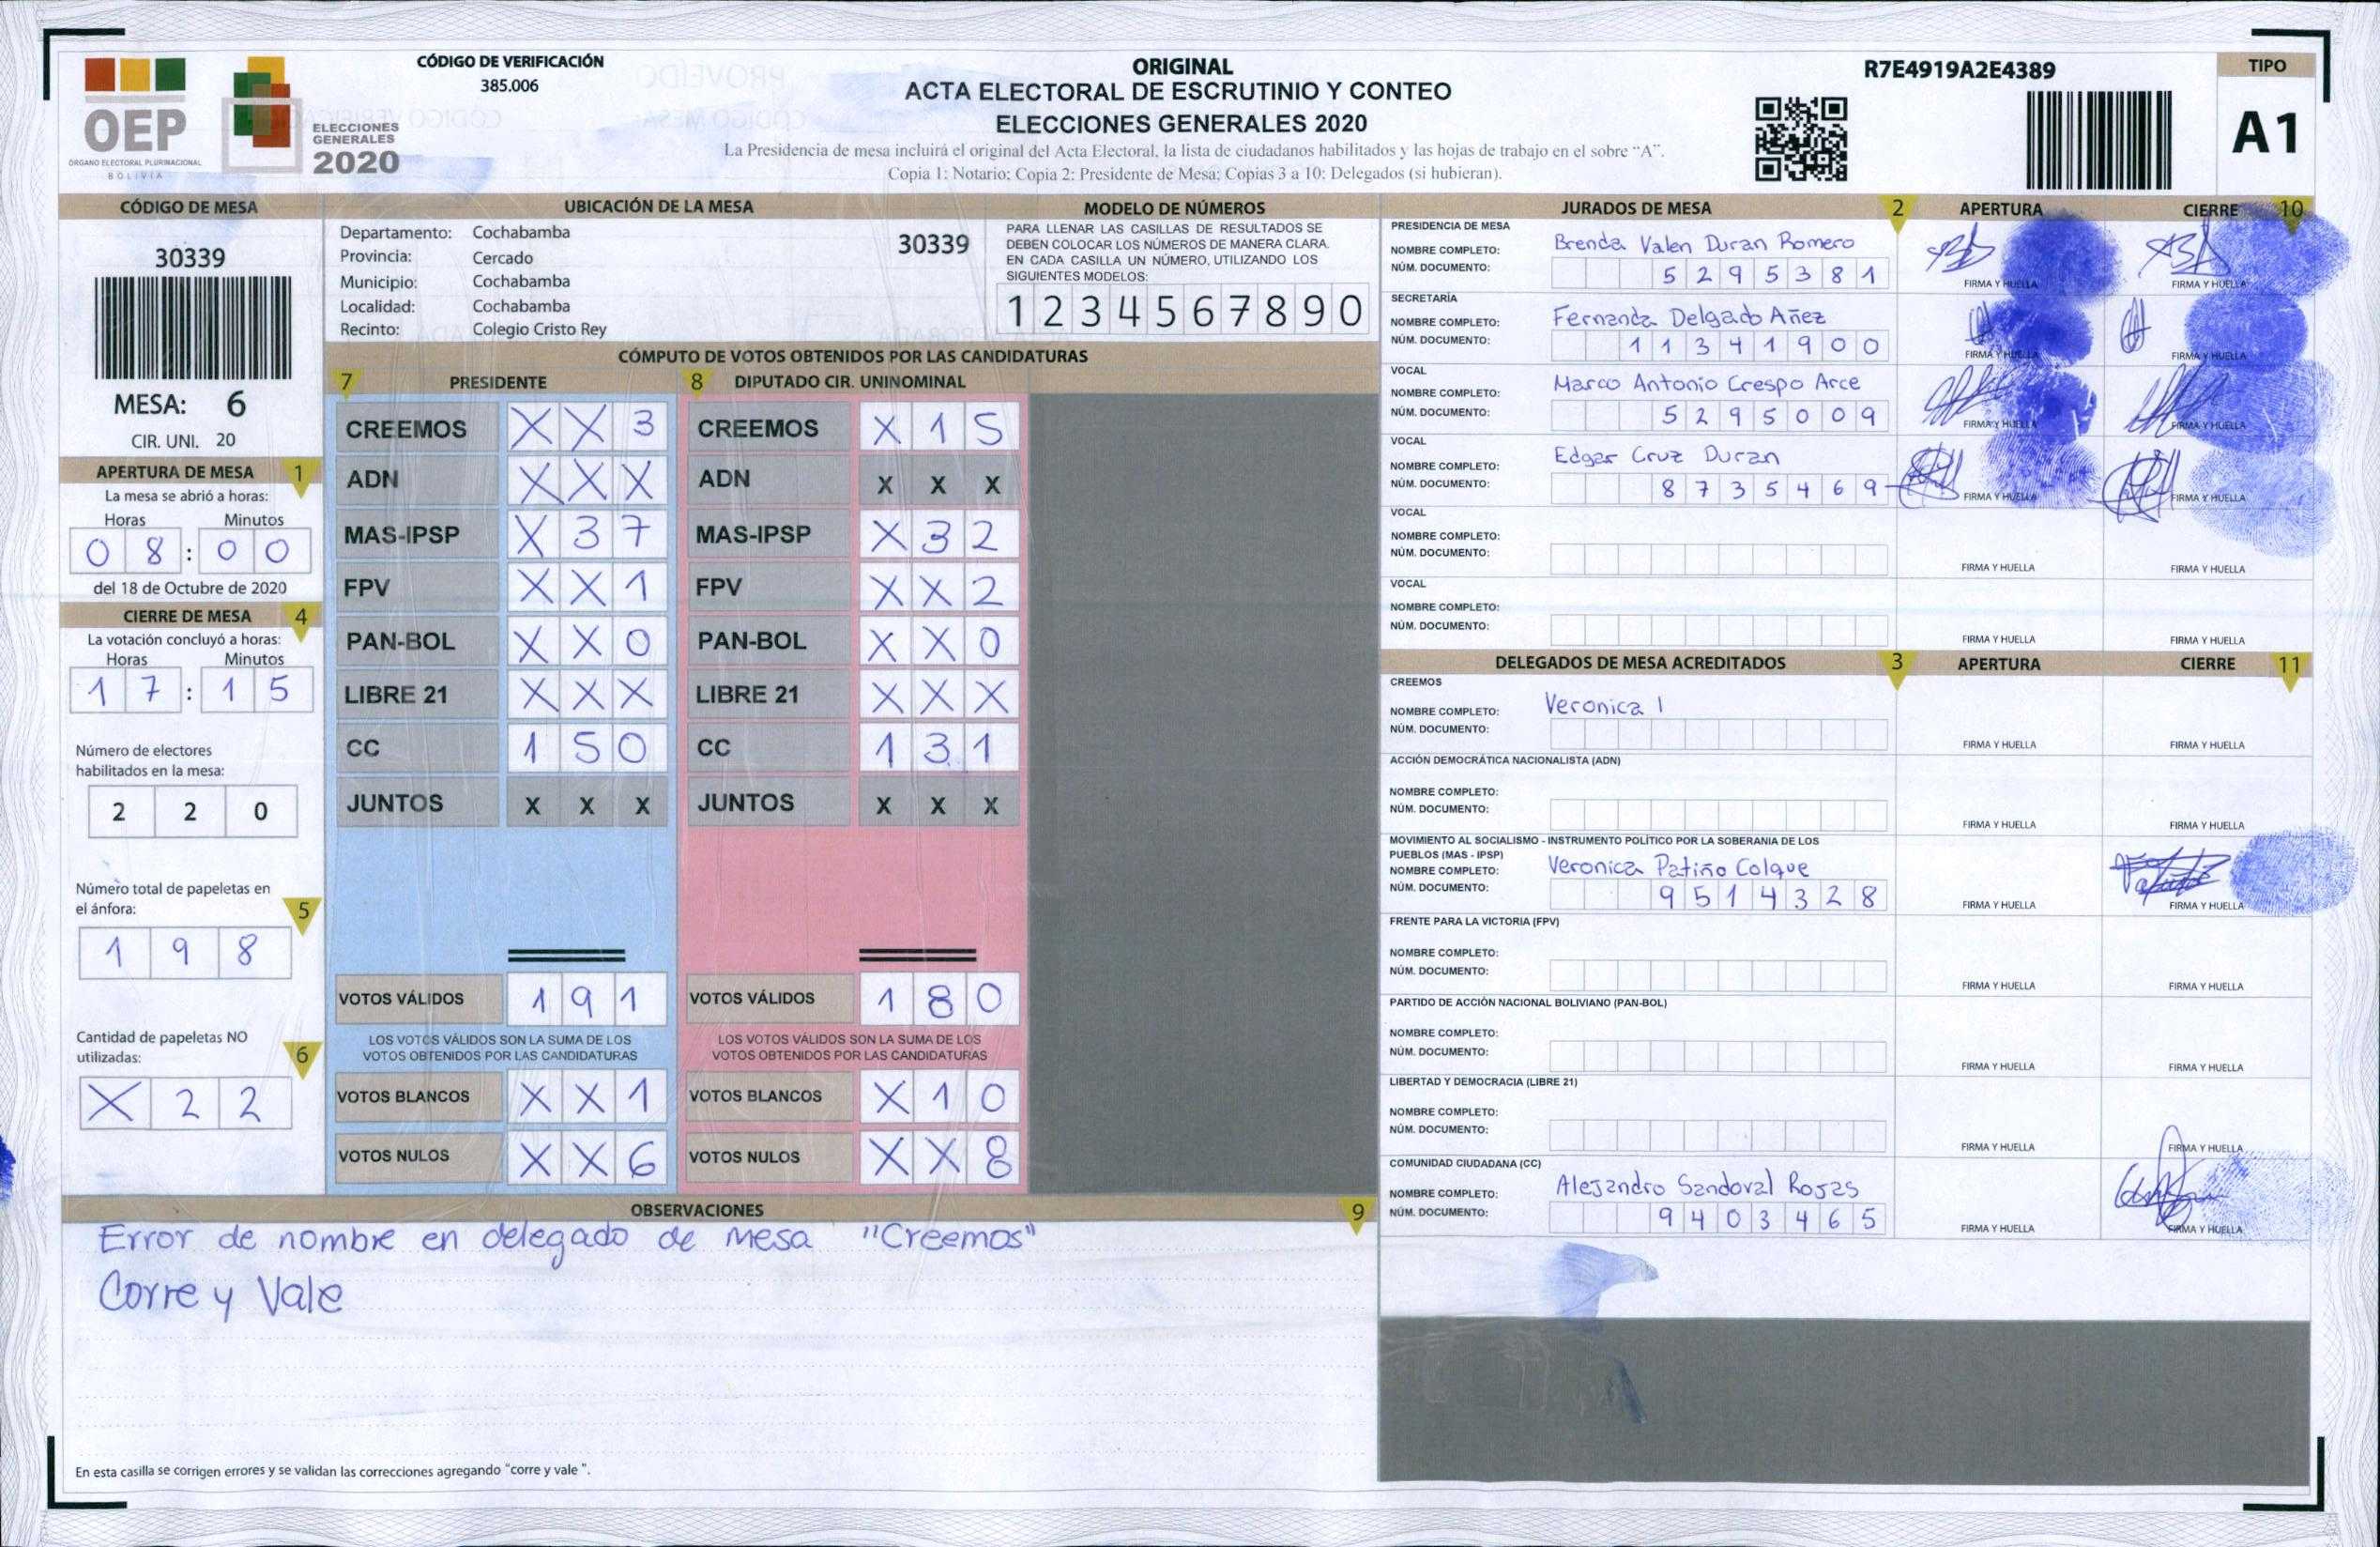 OEP
ÓRGANO ELECTORAL PLURINACIONAL
BOLIVIA
ELECCIONES
GENERALES
2020
CÓDIGO DE VERIFICACIÓN
385.006
ORIGINAL
ACTA ELECTORAL DE ESCRUTINIO Y CONTEO
ELECCIONES GENERALES 2020
La Presidencia de mesa incluirá el original del Acta Electoral, la lista de ciudadanos habilitados y las hojas de trabajo en el sobre “A”.
Copia 1: Notario; Copia 2: Presidente de Mesa; Copias 3 a 10: Delegados (si hubieran).
R7E4919A2E4389
TIPO
A1
CÓDIGO DE MESA
30339
MESA: 6
CIR. UNI. 20
APERTURA DE MESA 1
La mesa se abrió a horas:
Horas Minutos
0 8 : 0 0
del 18 de Octubre de 2020
CIERRE DE MESA 4
La votación concluyó a horas:
Horas Minutos
1 7 : 1 5
Número de electores
habilitados en la mesa:
2 2 0
Número total de papeletas en
el ánfora: 5
1 9 8
Cantidad de papeletas NO
utilizadas: 6
X 2 2
UBICACIÓN DE LA MESA
Departamento: Cochabamba 30339
Provincia: Cercado
Municipio: Cochabamba
Localidad: Cochabamba
Recinto: Colegio Cristo Rey
MODELO DE NÚMEROS
PARA LLENAR LAS CASILLAS DE RESULTADOS SE
DEBEN COLOCAR LOS NÚMEROS DE MANERA CLARA.
EN CADA CASILLA UN NÚMERO, UTILIZANDO LOS
SIGUIENTES MODELOS:
1 2 3 4 5 6 7 8 9 0
CÓMPUTO DE VOTOS OBTENIDOS POR LAS CANDIDATURAS
7 PRESIDENTE 8 DIPUTADO CIR. UNINOMINAL
CREEMOS X X 3 CREEMOS X 1 5
ADN X X X ADN X X X
MAS-IPSP X 3 7 MAS-IPSP X 3 2
FPV X X 1 FPV X X 2
PAN-BOL X X 0 PAN-BOL X X 0
LIBRE 21 X X X LIBRE 21 X X X
CC 1 5 0 CC 1 3 1
JUNTOS X X X JUNTOS X X X
VOTOS VÁLIDOS 1 9 1 VOTOS VÁLIDOS 1 8 0
LOS VOTOS VÁLIDOS SON LA SUMA DE LOS LOS VOTOS VÁLIDOS SON LA SUMA DE LOS
VOTOS OBTENIDOS POR LAS CANDIDATURAS VOTOS OBTENIDOS POR LAS CANDIDATURAS
VOTOS BLANCOS X X 1 VOTOS BLANCOS X 1 0
VOTOS NULOS X X 6 VOTOS NULOS X X 8
OBSERVACIONES 9
Error de nombre en delegado de mesa "Creemos"
Corre y Vale
En esta casilla se corrigen errores y se validan las correcciones agregando “corre y vale ”.
JURADOS DE MESA 2 APERTURA CIERRE 10
PRESIDENCIA DE MESA
NOMBRE COMPLETO: Brenda Valen Duran Romero
NÚM. DOCUMENTO: 5 2 9 5 3 8 1 FIRMA Y HUELLA FIRMA Y HUELLA
SECRETARÍA
NOMBRE COMPLETO: Fernanda Delgado Añez
NÚM. DOCUMENTO: 1 1 3 4 1 9 0 0 FIRMA Y HUELLA FIRMA Y HUELLA
VOCAL
NOMBRE COMPLETO: Marco Antonio Crespo Arce
NÚM. DOCUMENTO: 5 2 9 5 0 0 9 FIRMA Y HUELLA FIRMA Y HUELLA
VOCAL
NOMBRE COMPLETO: Edgar Cruz Duran
NÚM. DOCUMENTO: 8 7 3 5 4 6 9 FIRMA Y HUELLA FIRMA Y HUELLA
VOCAL
NOMBRE COMPLETO:
NÚM. DOCUMENTO: FIRMA Y HUELLA FIRMA Y HUELLA
VOCAL
NOMBRE COMPLETO:
NÚM. DOCUMENTO: FIRMA Y HUELLA FIRMA Y HUELLA
DELEGADOS DE MESA ACREDITADOS 3 APERTURA CIERRE 11
CREEMOS
NOMBRE COMPLETO: Veronica I
NÚM. DOCUMENTO: FIRMA Y HUELLA FIRMA Y HUELLA
ACCIÓN DEMOCRÁTICA NACIONALISTA (ADN)
NOMBRE COMPLETO:
NÚM. DOCUMENTO: FIRMA Y HUELLA FIRMA Y HUELLA
MOVIMIENTO AL SOCIALISMO - INSTRUMENTO POLÍTICO POR LA SOBERANIA DE LOS
PUEBLOS (MAS - IPSP)
NOMBRE COMPLETO: Veronica Patiño Colque
NÚM. DOCUMENTO: 9 5 1 4 3 2 8 FIRMA Y HUELLA FIRMA Y HUELLA
FRENTE PARA LA VICTORIA (FPV)
NOMBRE COMPLETO:
NÚM. DOCUMENTO: FIRMA Y HUELLA FIRMA Y HUELLA
PARTIDO DE ACCIÓN NACIONAL BOLIVIANO (PAN-BOL)
NOMBRE COMPLETO:
NÚM. DOCUMENTO: FIRMA Y HUELLA FIRMA Y HUELLA
LIBERTAD Y DEMOCRACIA (LIBRE 21)
NOMBRE COMPLETO:
NÚM. DOCUMENTO: FIRMA Y HUELLA FIRMA Y HUELLA
COMUNIDAD CIUDADANA (CC)
NOMBRE COMPLETO: Alejandro Sandoval Rojas
NÚM. DOCUMENTO: 9 4 0 3 4 6 5 FIRMA Y HUELLA FIRMA Y HUELLA